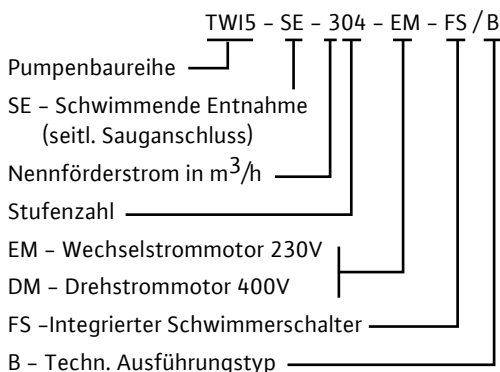 TWI5 - SE - 304 - EM - FS / B
Pumpenbaureihe
SE – Schwimmende Entnahme
(seitl. Sauganschluss)
Nennförderstrom in m³/h
Stufenzahl
EM – Wechselstrommotor 230V
DM – Drehstrommotor 400V
FS –Integrierter Schwimmerschalter
B – Techn. Ausführungstyp